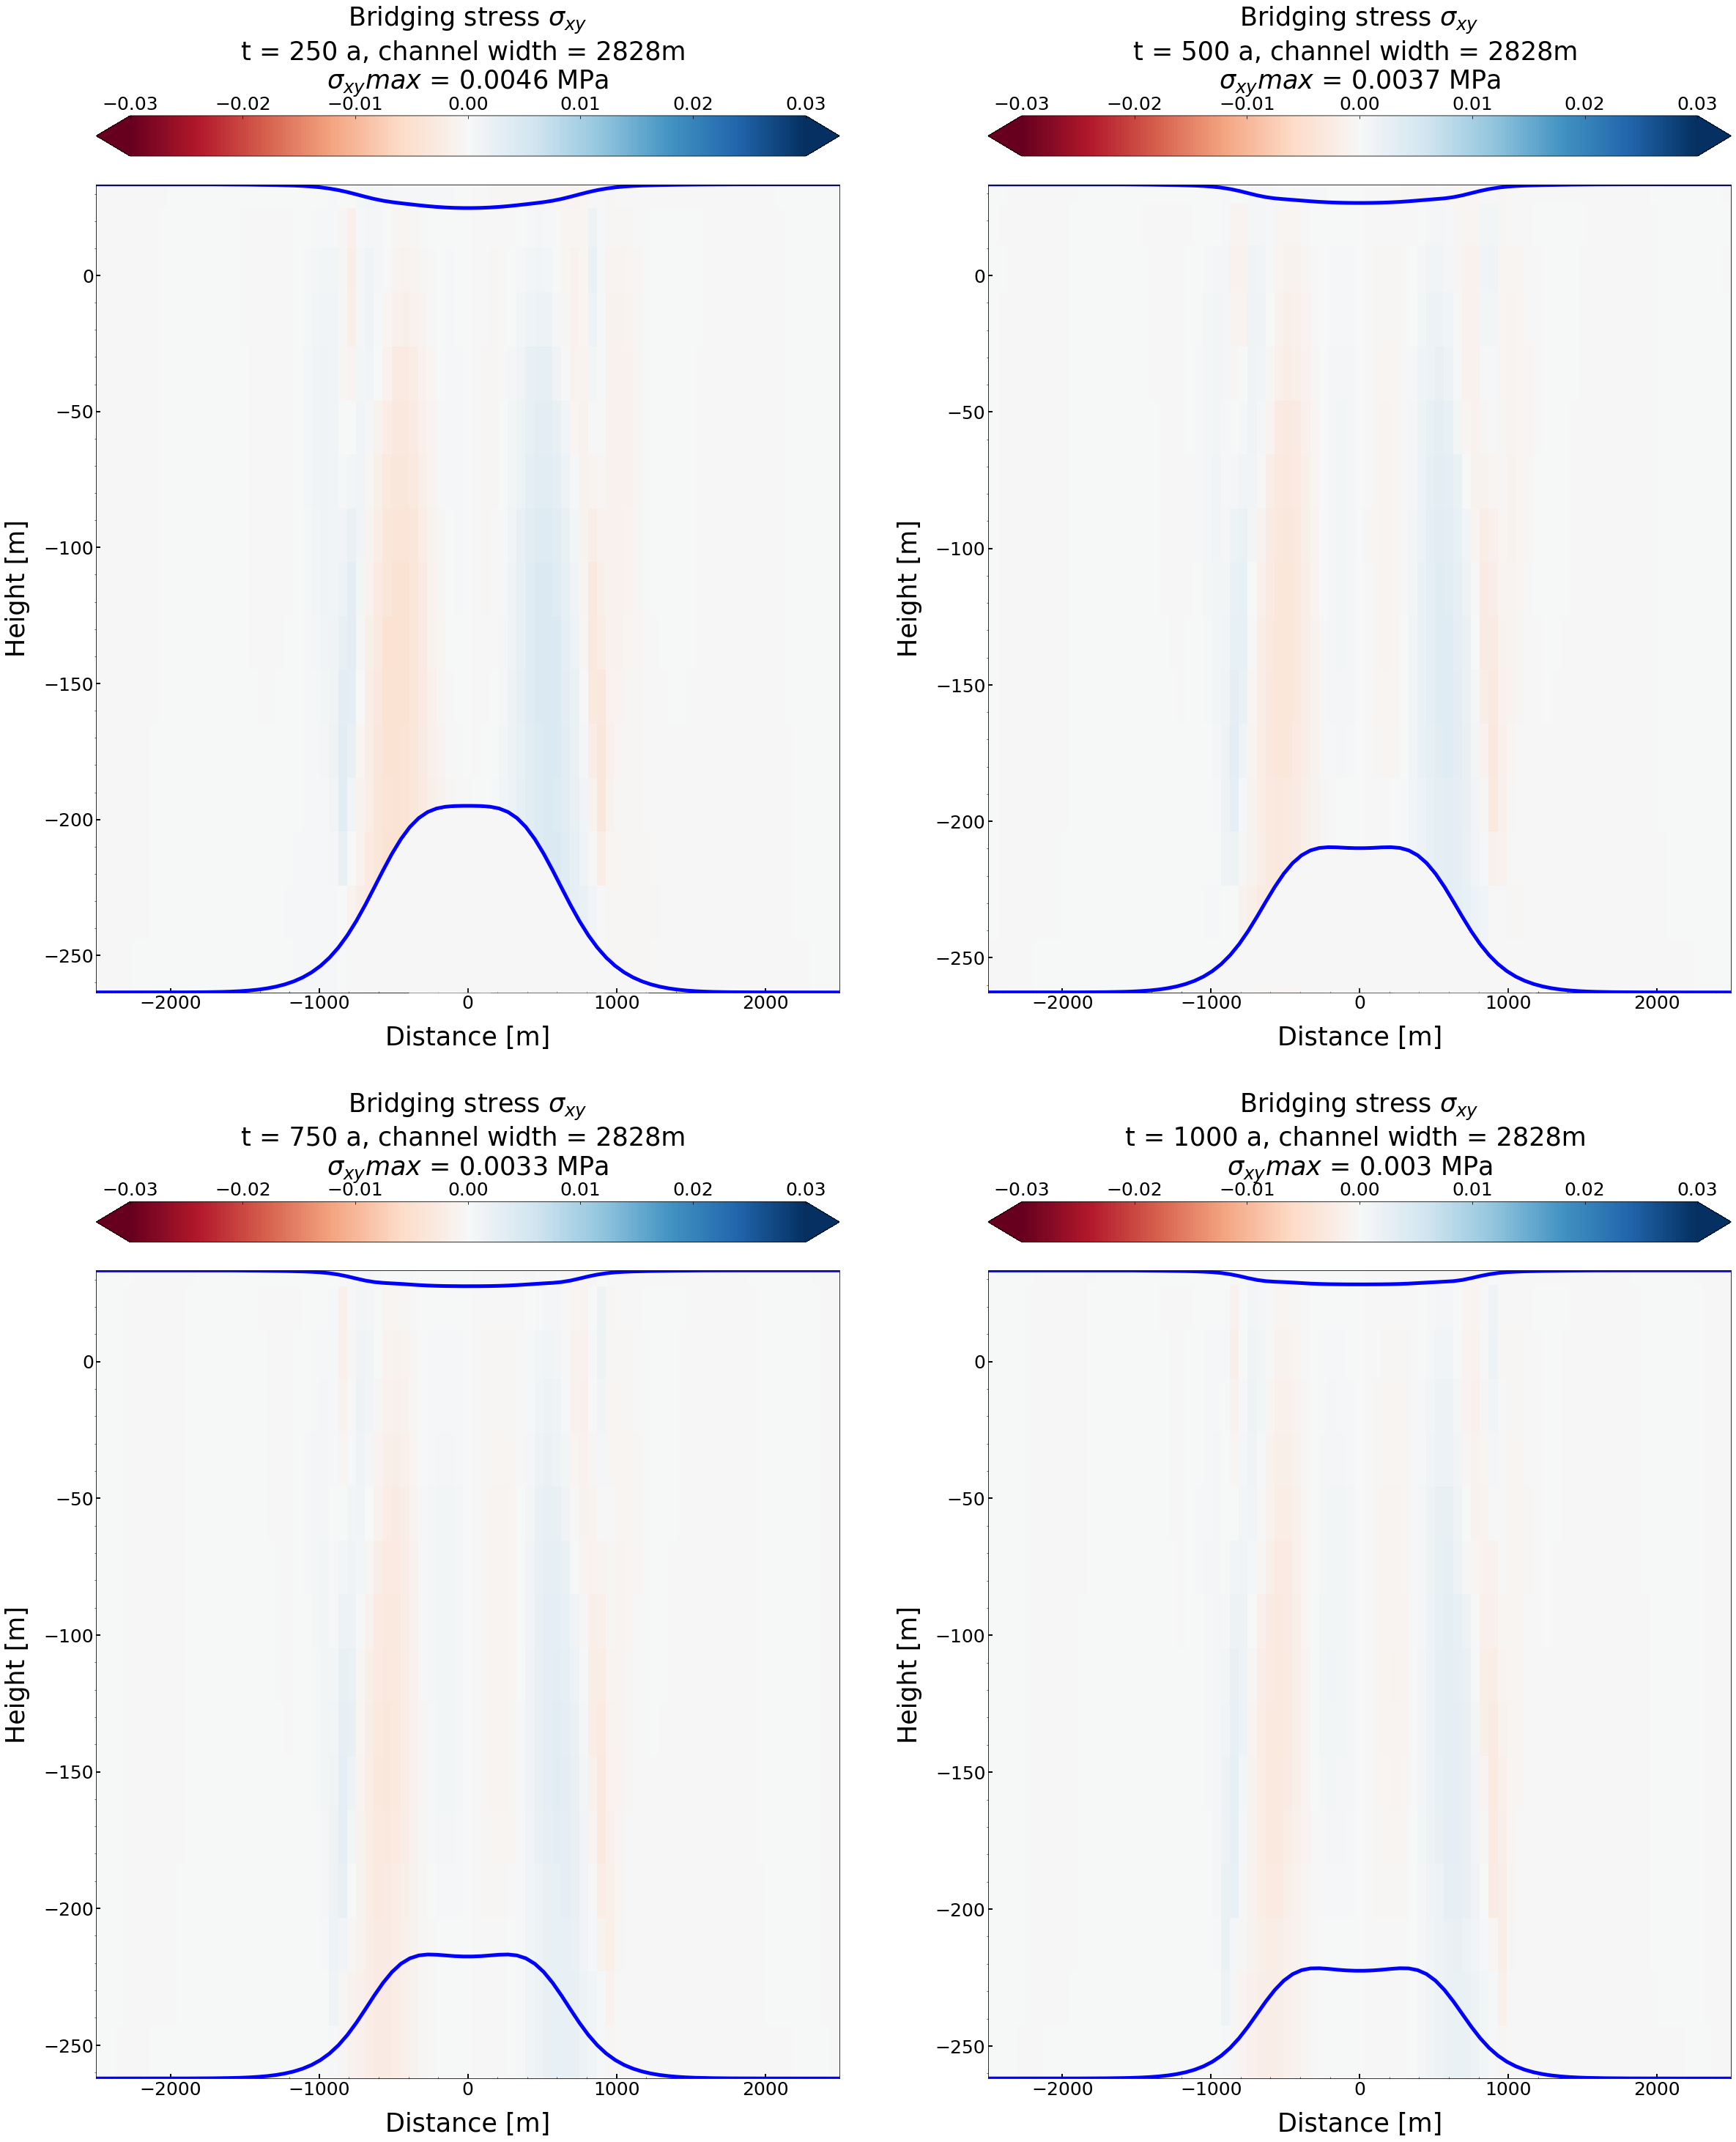 Bridging stress σxy
t = 250 a, channel width = 2828m
σxymax = 0.0046 MPa
−0.03 −0.02 −0.01 0.00 0.01 0.02 0.03
Height [m]
0
−50
−100
−150
−200
−250
−2000 −1000 0 1000 2000
Distance [m]
Bridging stress σxy
t = 500 a, channel width = 2828m
σxymax = 0.0037 MPa
−0.03 −0.02 −0.01 0.00 0.01 0.02 0.03
Height [m]
0
−50
−100
−150
−200
−250
−2000 −1000 0 1000 2000
Distance [m]
Bridging stress σxy
t = 750 a, channel width = 2828m
σxymax = 0.0033 MPa
−0.03 −0.02 −0.01 0.00 0.01 0.02 0.03
Height [m]
0
−50
−100
−150
−200
−250
−2000 −1000 0 1000 2000
Distance [m]
Bridging stress σxy
t = 1000 a, channel width = 2828m
σxymax = 0.003 MPa
−0.03 −0.02 −0.01 0.00 0.01 0.02 0.03
Height [m]
0
−50
−100
−150
−200
−250
−2000 −1000 0 1000 2000
Distance [m]